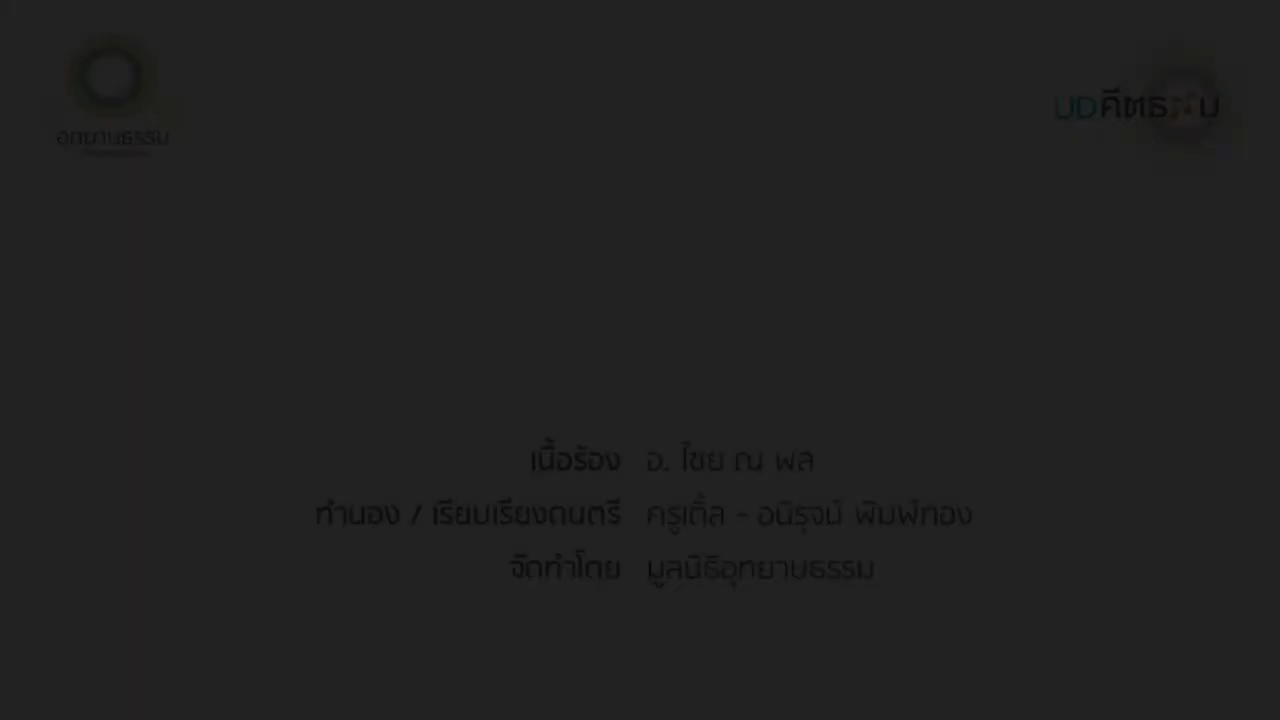 อุทยานธรรม
UDคีตธรรม
เนื้อร้อง อ. ไชย ณ พล
ทำนอง / เรียบเรียงดนตรี ครูเติ้ล - อนิรุจน์ พิมพ์ทอง
จัดทำโดย มูลนิธิอุทยานธรรม